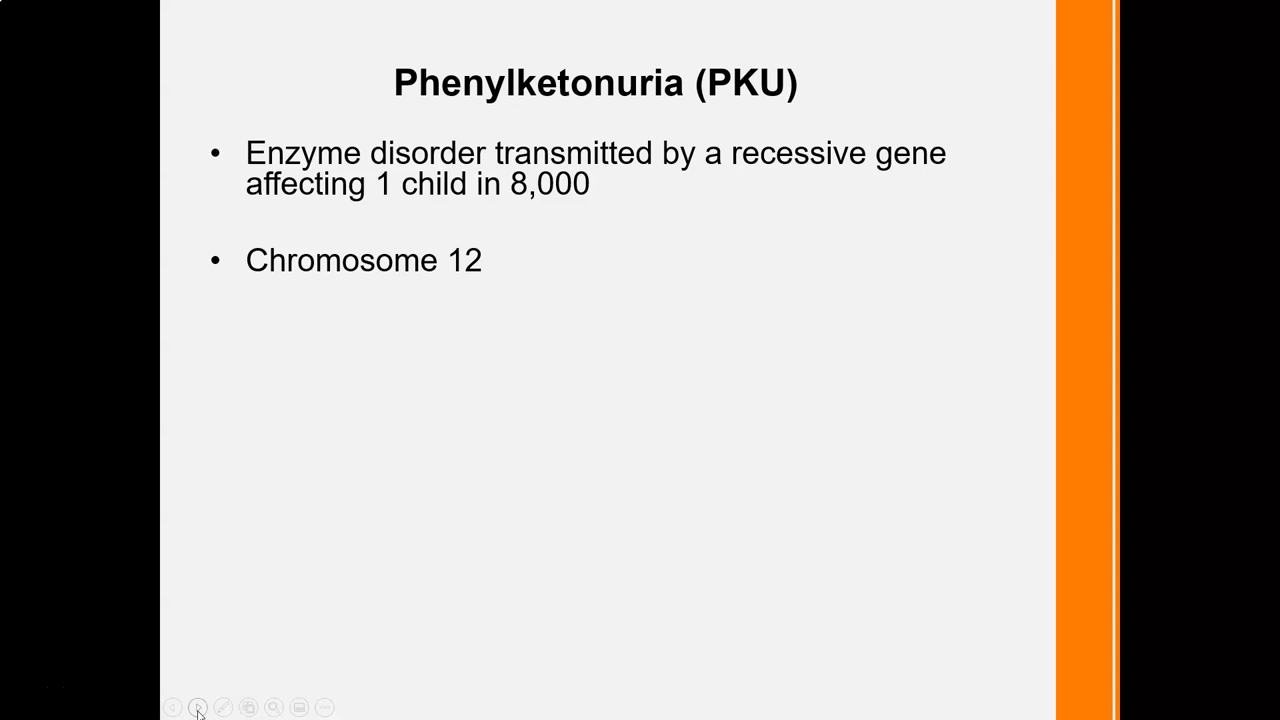 Phenylketonuria (PKU)
• Enzyme disorder transmitted by a recessive gene
affecting 1 child in 8,000
• Chromosome 12